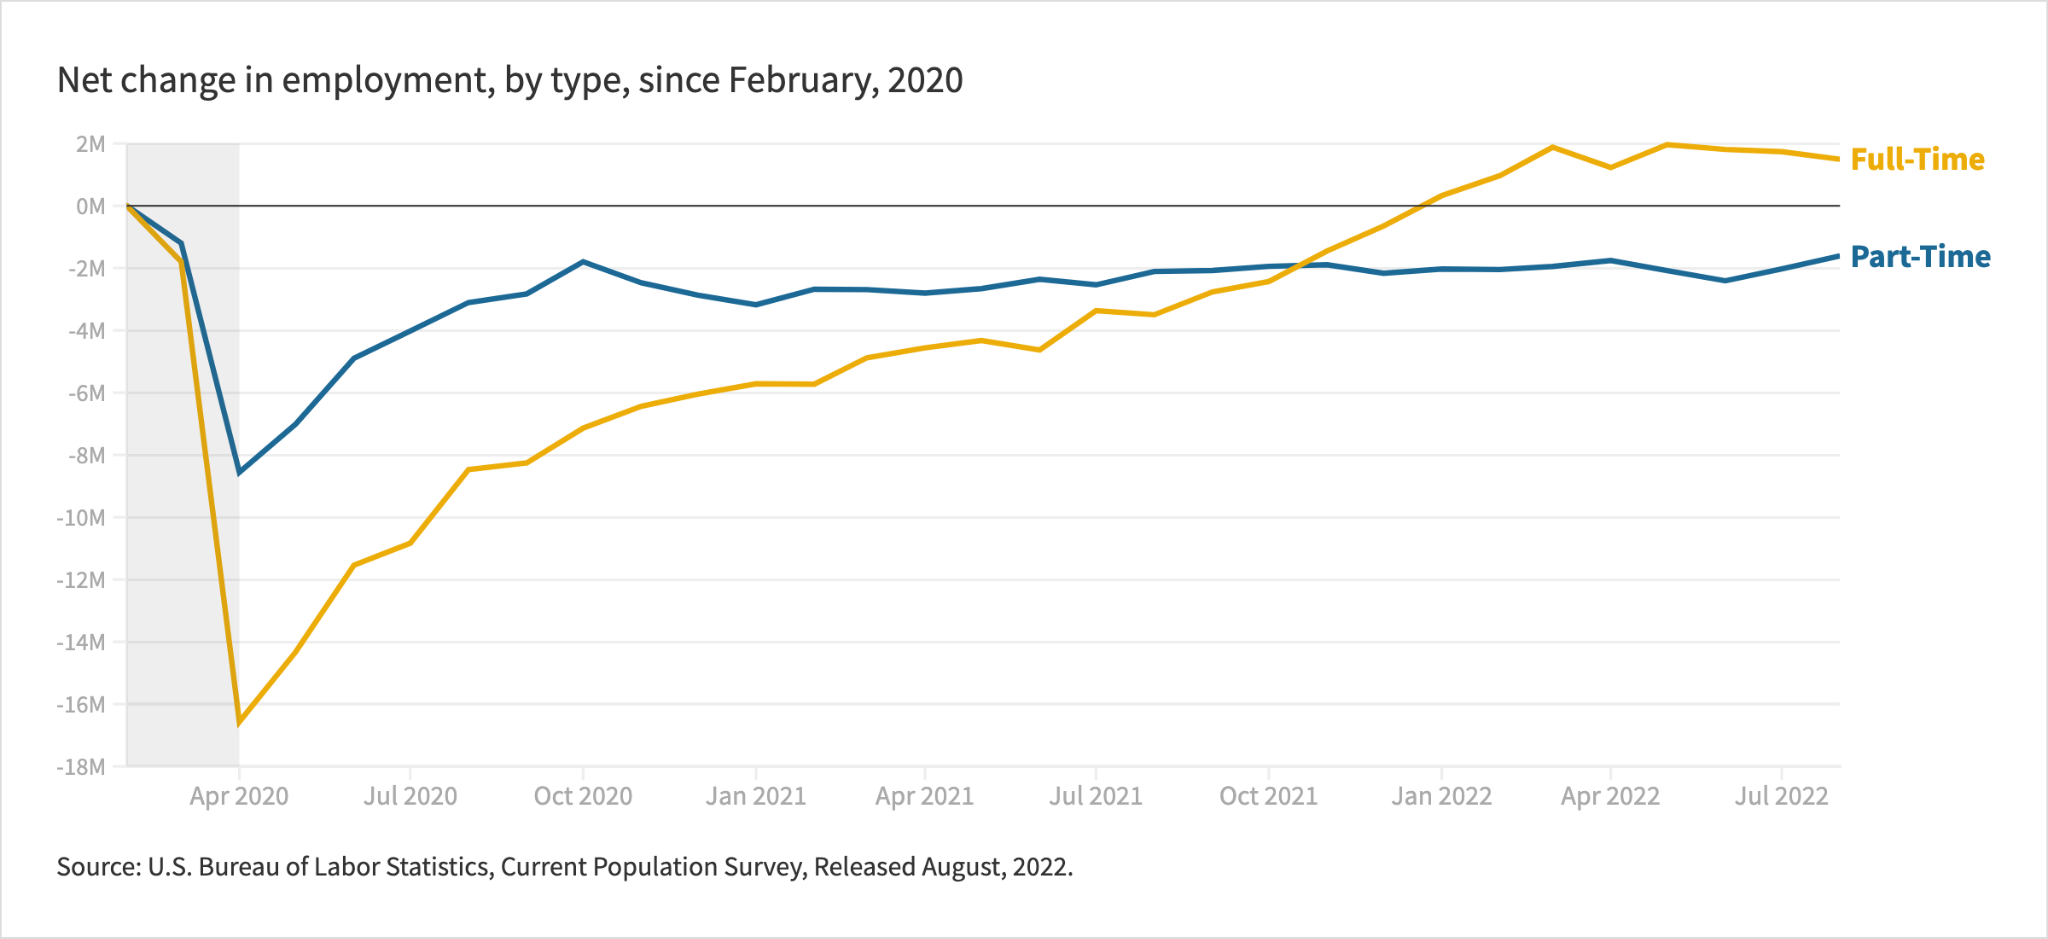 Net change in employment, by type, since February, 2020
2M
0M
-2M
-4M
-6M
-8M
-10M
-12M
-14M
-16M
-18M
Full-Time
Part-Time
Apr 2020 Jul 2020 Oct 2020 Jan 2021 Apr 2021 Jul 2021 Oct 2021 Jan 2022 Apr 2022 Jul 2022
Source: U.S. Bureau of Labor Statistics, Current Population Survey, Released August, 2022.